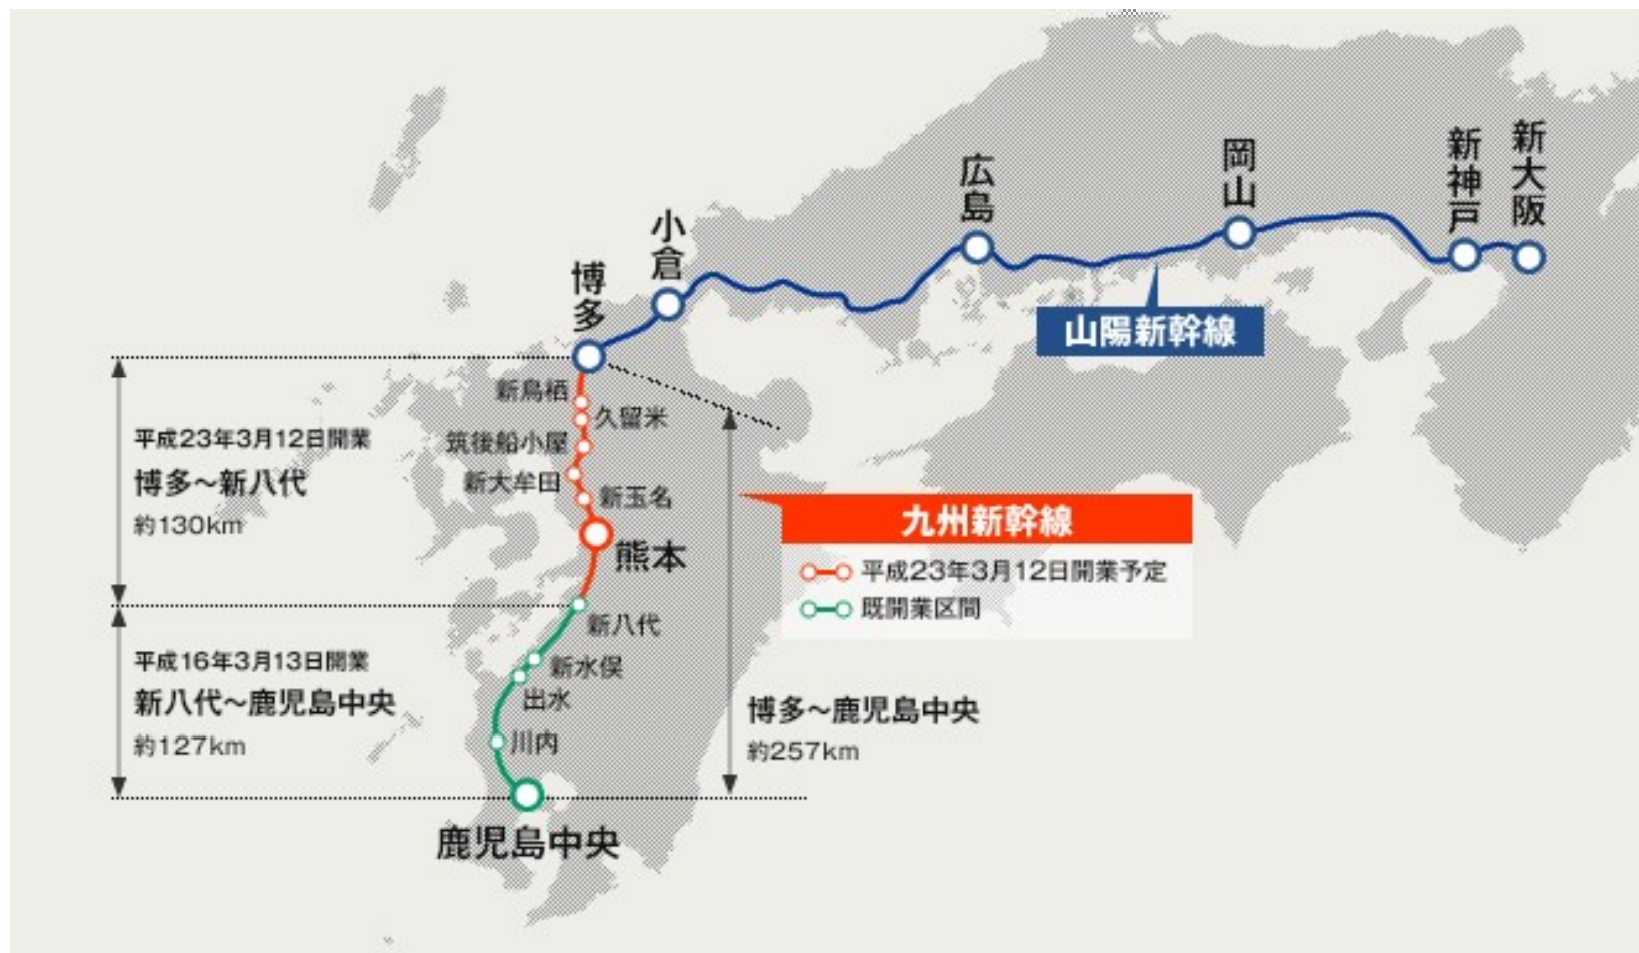 新大阪
新神戸
岡山
広島
小倉
博多
山陽新幹線
新鳥栖
久留米
筑後船小屋
新大牟田
新玉名
熊本
新八代
新水俣
出水
川内
鹿児島中央
平成23年3月12日開業
博多~新八代
約130km
平成16年3月13日開業
新八代~鹿児島中央
約127km
九州新幹線
平成23年3月12日開業予定
既開業区間
博多~鹿児島中央
約257km